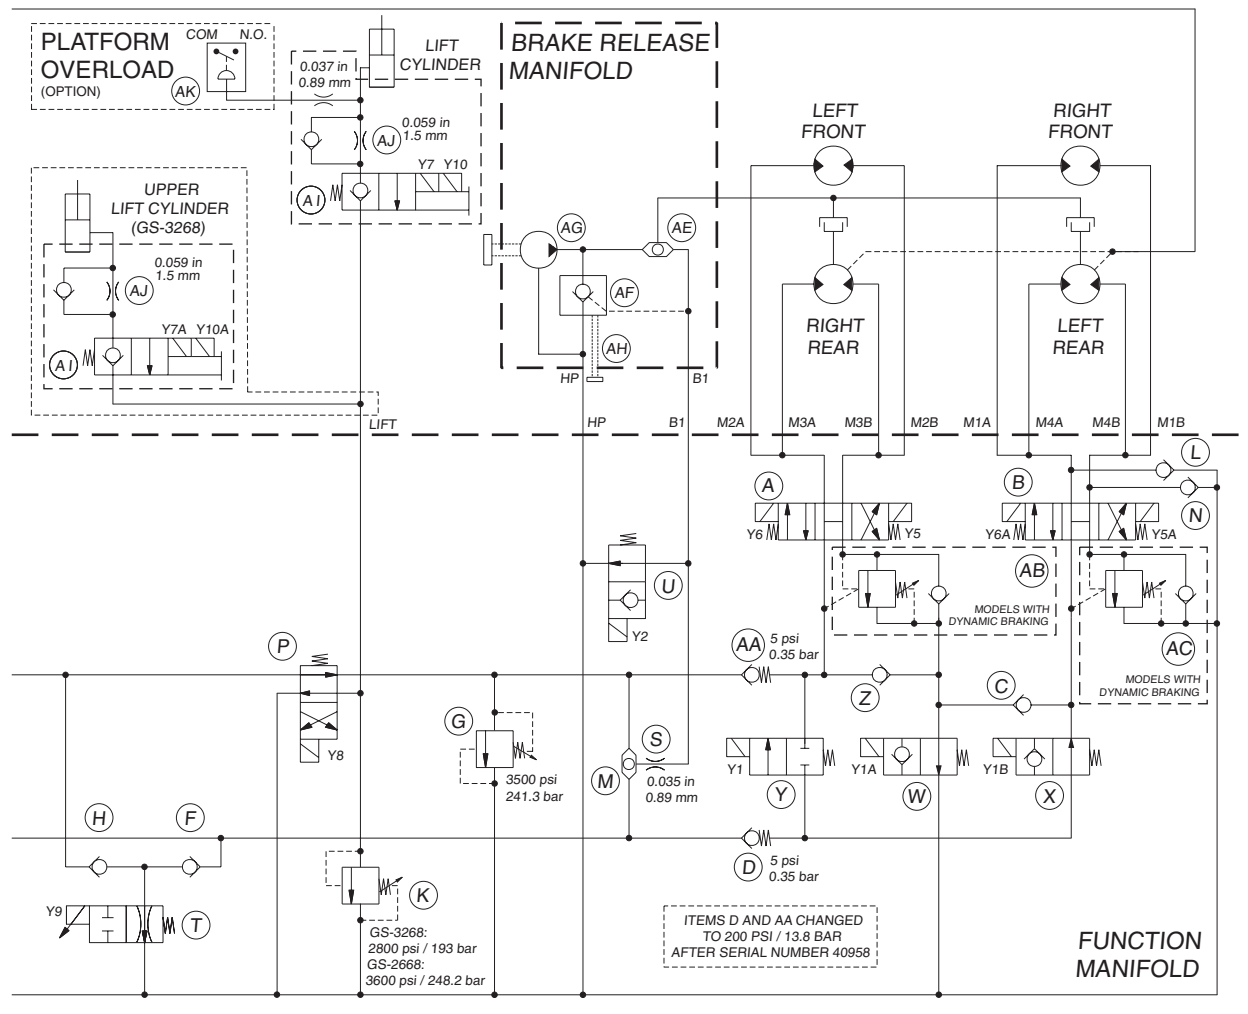 PLATFORM
OVERLOAD
(OPTION)
COM N.O.
AK
0.037 in
0.89 mm
LIFT
CYLINDER
AJ
0.059 in
1.5 mm
Y7 Y10
AI
UPPER
LIFT CYLINDER
(GS-3268)
0.059 in
1.5 mm
AJ
Y7A Y10A
AI
LIFT
BRAKE RELEASE
MANIFOLD
AG
AE
AF
AH
HP
B1
HP
B1
LEFT
FRONT
RIGHT
FRONT
RIGHT
REAR
LEFT
REAR
M2A
M3A
M3B
M2B
M1A
M4A
M4B
M1B
A
B
L
N
Y6
Y5
Y6A
Y5A
AB
MODELS WITH
DYNAMIC BRAKING
AC
MODELS WITH
DYNAMIC BRAKING
U
Y2
P
Y8
AA
5 psi
0.35 bar
Z
C
G
3500 psi
241.3 bar
S
M
0.035 in
0.89 mm
Y1
Y
Y1A
W
Y1B
X
H
F
D
5 psi
0.35 bar
K
GS-3268:
2800 psi / 193 bar
GS-2668:
3600 psi / 248.2 bar
Y9
T
ITEMS D AND AA CHANGED
TO 200 PSI / 13.8 BAR
AFTER SERIAL NUMBER 40958
FUNCTION
MANIFOLD